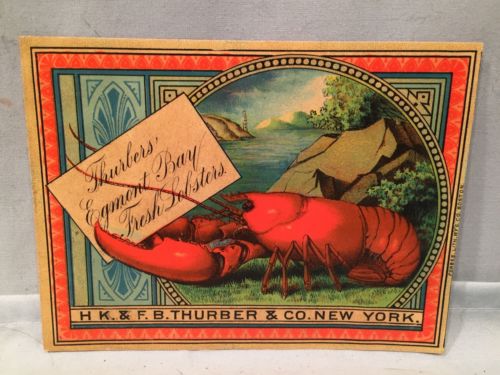 Thurbers'
Egmont Bay
Fresh Lobsters.
H K. & F. B. THURBER & CO. NEW YORK.